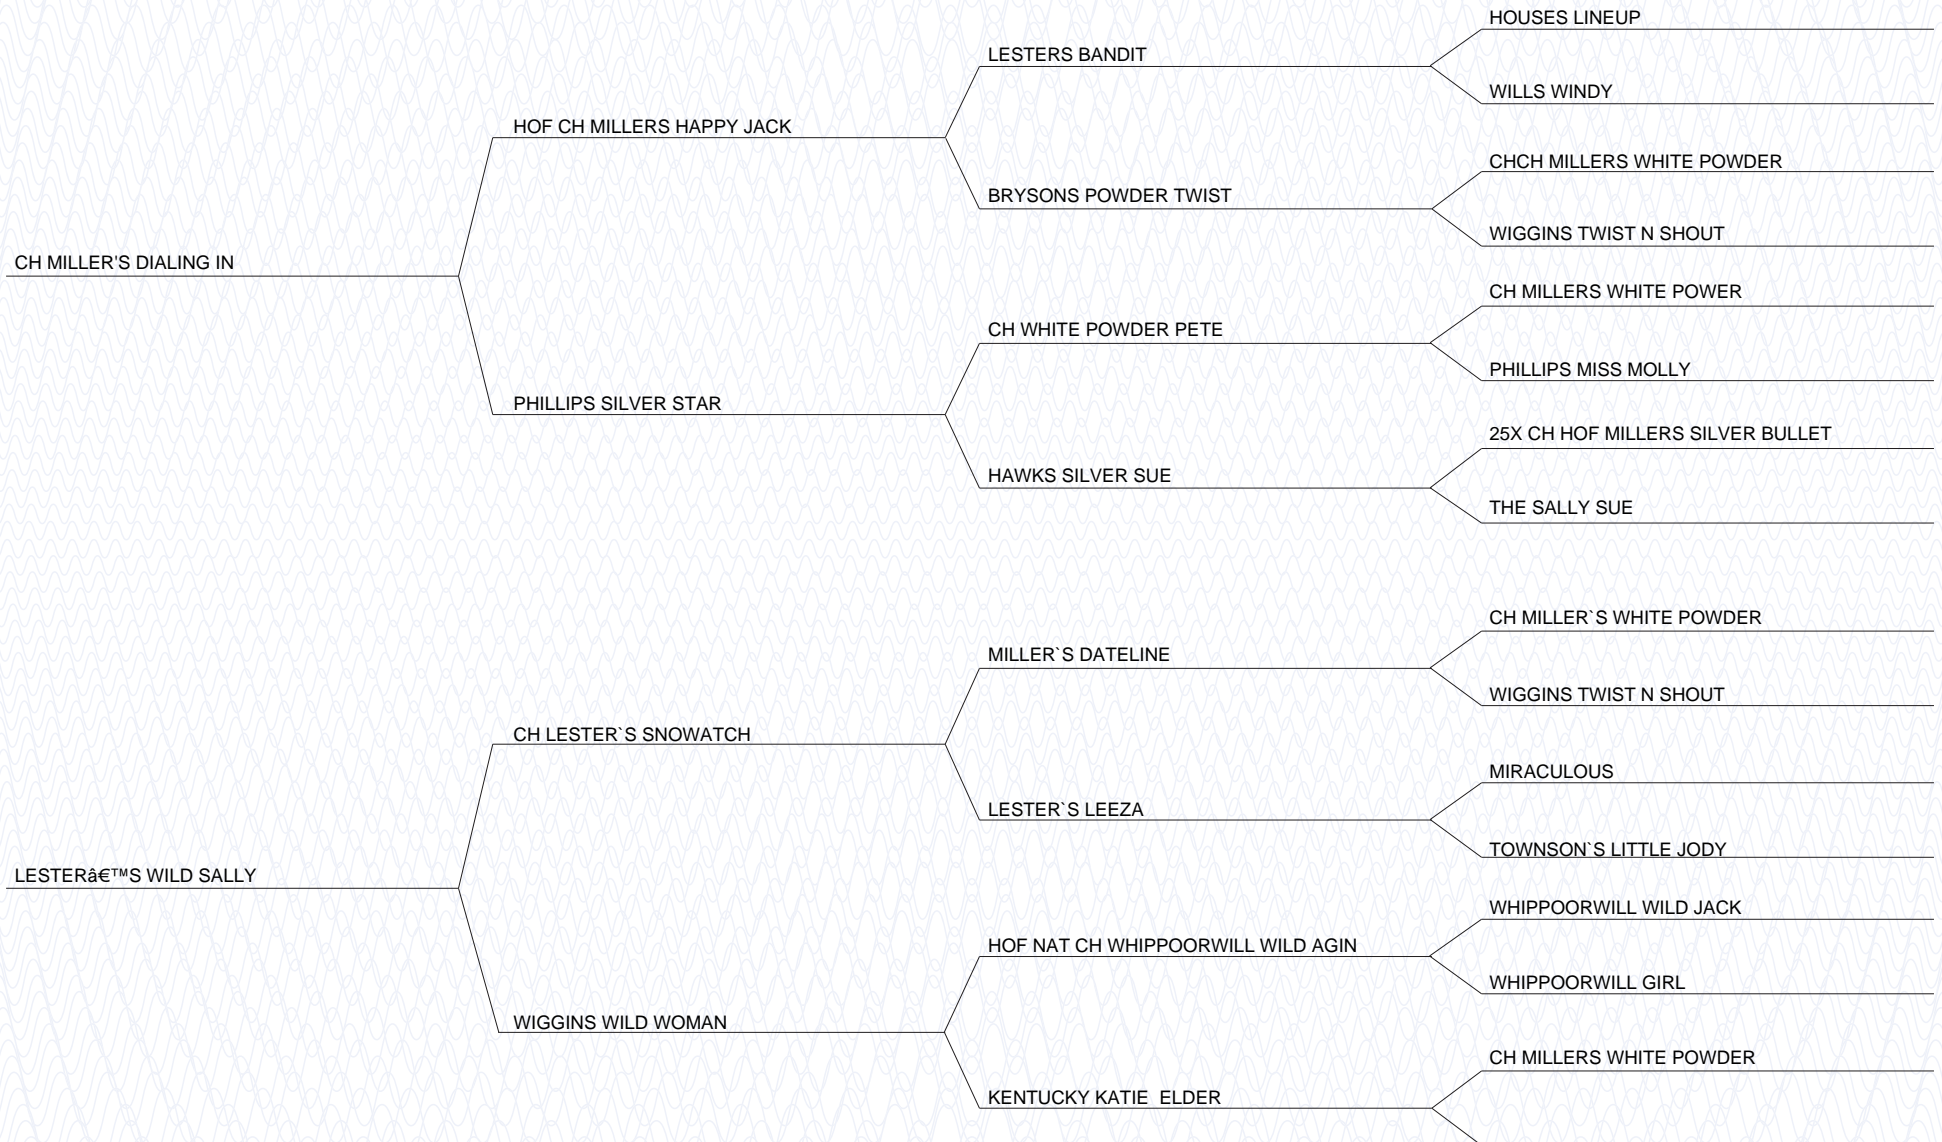 HOUSES LINEUP
LESTERS BANDIT
WILLS WINDY
HOF CH MILLERS HAPPY JACK
CHCH MILLERS WHITE POWDER
BRYSONS POWDER TWIST
WIGGINS TWIST N SHOUT
CH MILLER'S DIALING IN
CH MILLERS WHITE POWER
CH WHITE POWDER PETE
PHILLIPS MISS MOLLY
PHILLIPS SILVER STAR
25X CH HOF MILLERS SILVER BULLET
HAWKS SILVER SUE
THE SALLY SUE
CH MILLER`S WHITE POWDER
MILLER`S DATELINE
WIGGINS TWIST N SHOUT
CH LESTER`S SNOWATCH
MIRACULOUS
LESTER`S LEEZA
TOWNSON`S LITTLE JODY
LESTER’S WILD SALLY
WHIPPOORWILL WILD JACK
HOF NAT CH WHIPPOORWILL WILD AGIN
WHIPPOORWILL GIRL
WIGGINS WILD WOMAN
CH MILLERS WHITE POWDER
KENTUCKY KATIE  ELDER